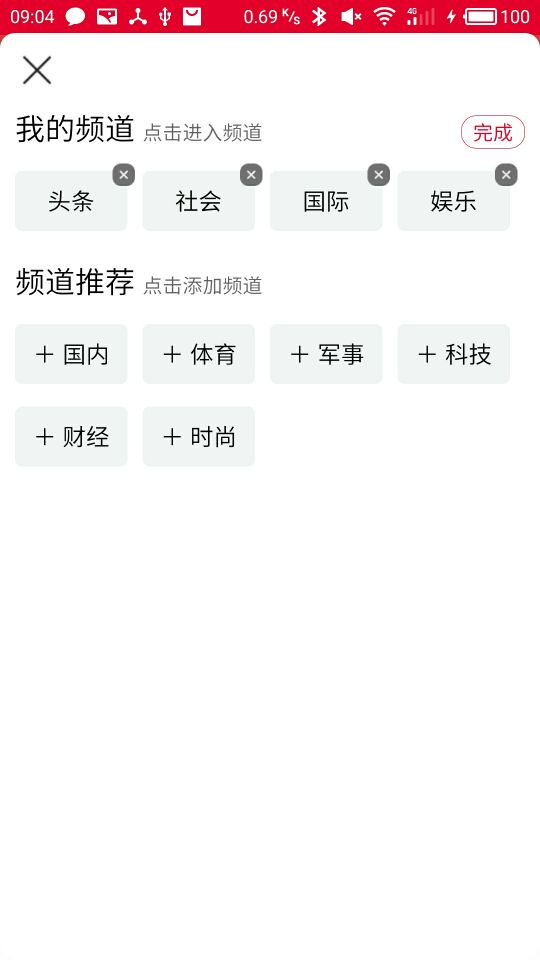 09:04 0.69 K/s 4G 100
我的频道 点击进入频道 完成
头条 社会 国际 娱乐
频道推荐 点击添加频道
＋ 国内 ＋ 体育 ＋ 军事 ＋ 科技
＋ 财经 ＋ 时尚